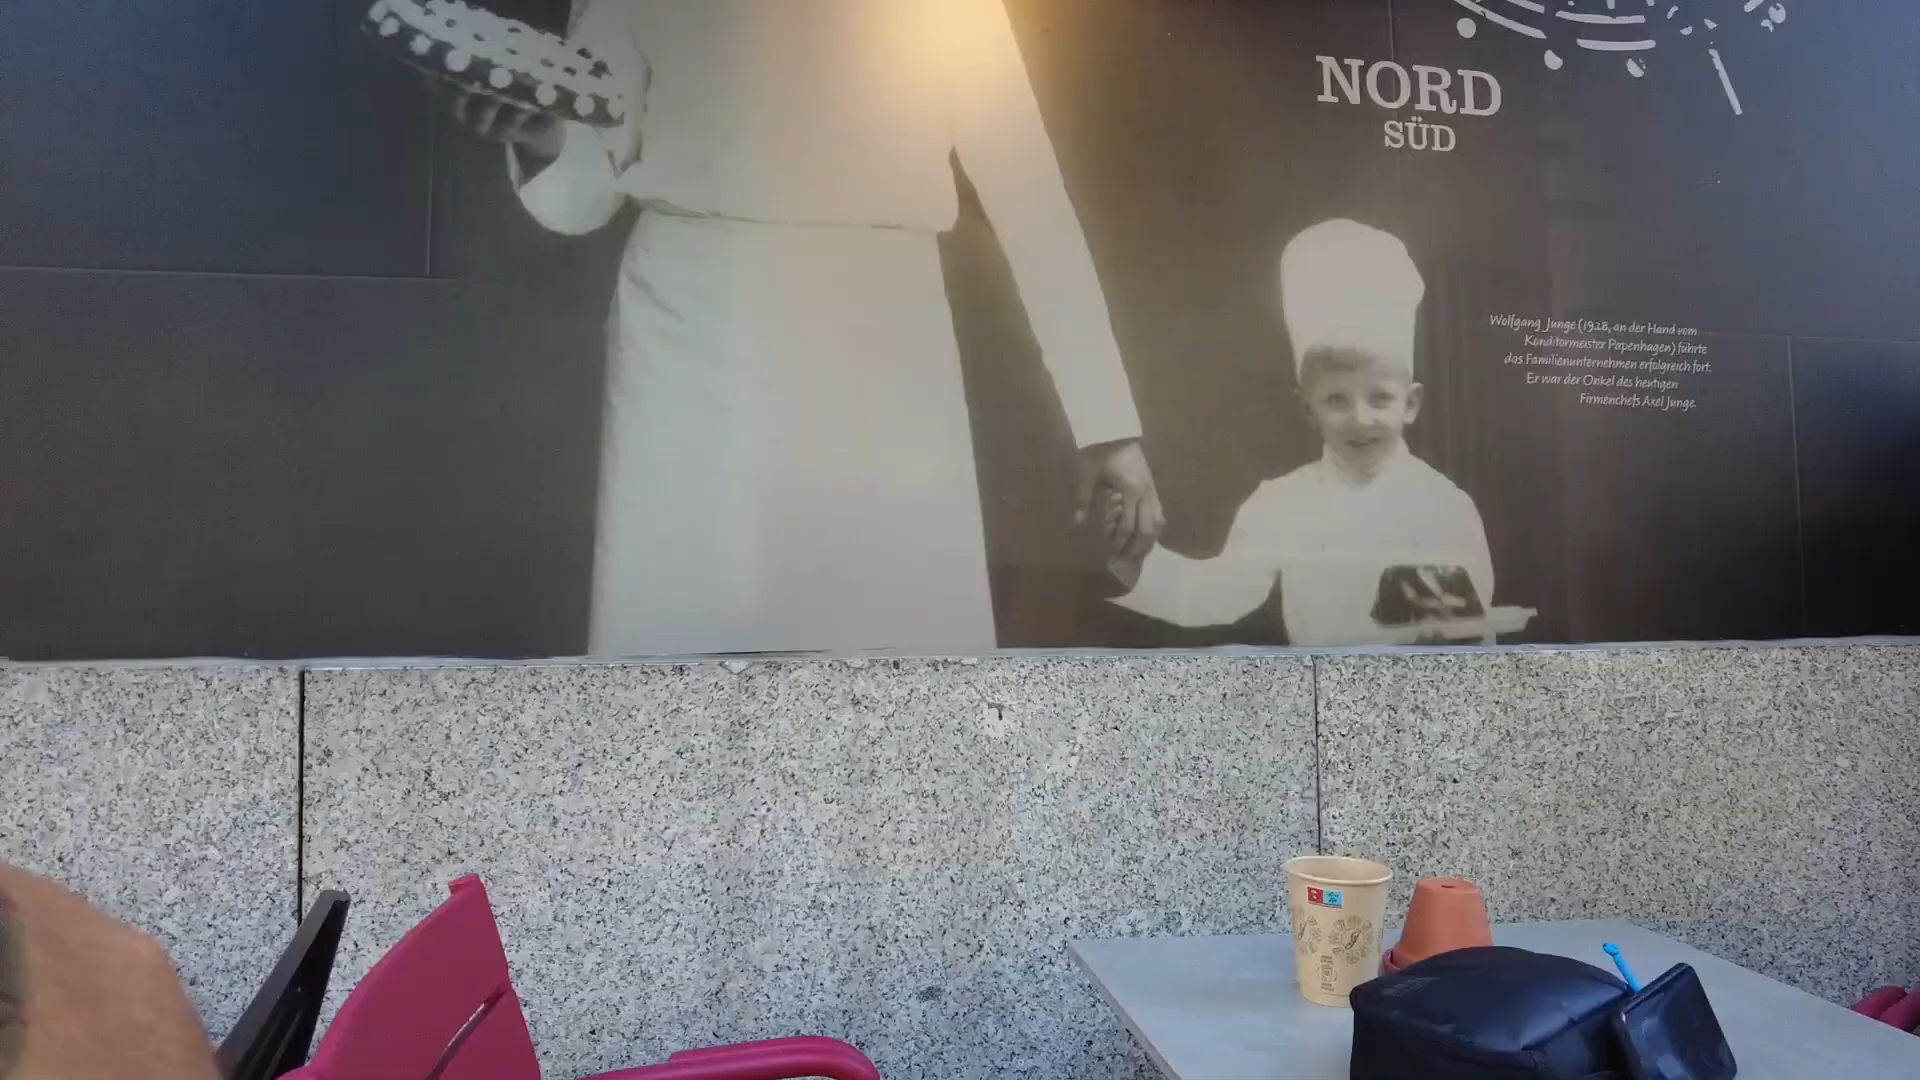 NORD
SÜD
Wolfgang Junge (1928, an der Hand vom
Konditormeister Papenhagen) führte
das Familienunternehmen erfolgreich fort.
Er war der Onkel des heutigen
Firmenchefs Axel Junge.